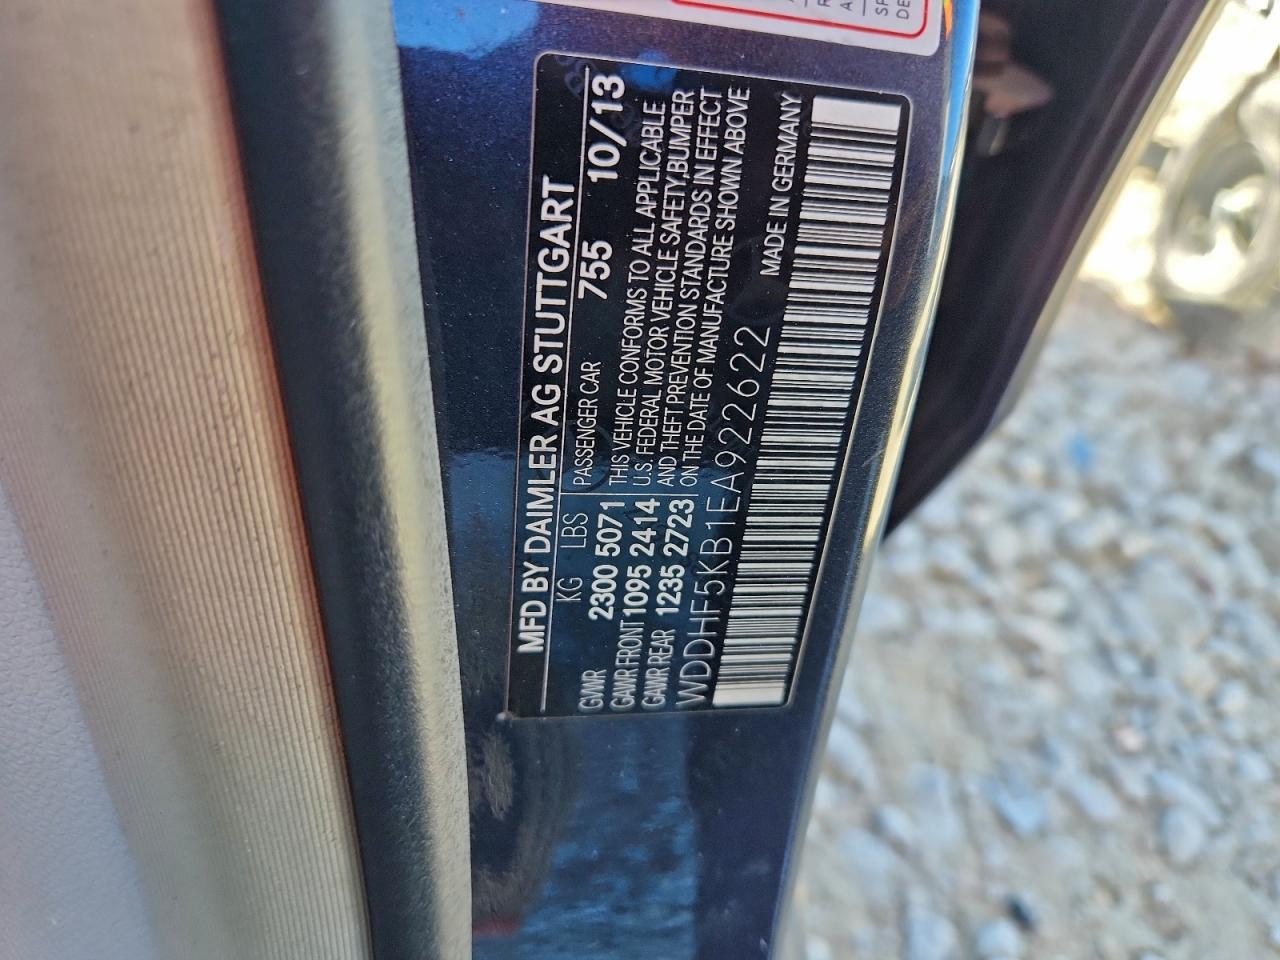 MFD BY DAIMLER AG STUTTGART
KG LBS PASSENGER CAR 755 10/13
GVWR 2300 5071 THIS VEHICLE CONFORMS TO ALL APPLICABLE
GAWR FRONT 1095 2414 U.S. FEDERAL MOTOR VEHICLE SAFETY,BUMPER
GAWR REAR 1235 2723 AND THEFT PREVENTION STANDARDS IN EFFECT
ON THE DATE OF MANUFACTURE SHOWN ABOVE
WDDHF5KB1EA922622 MADE IN GERMANY